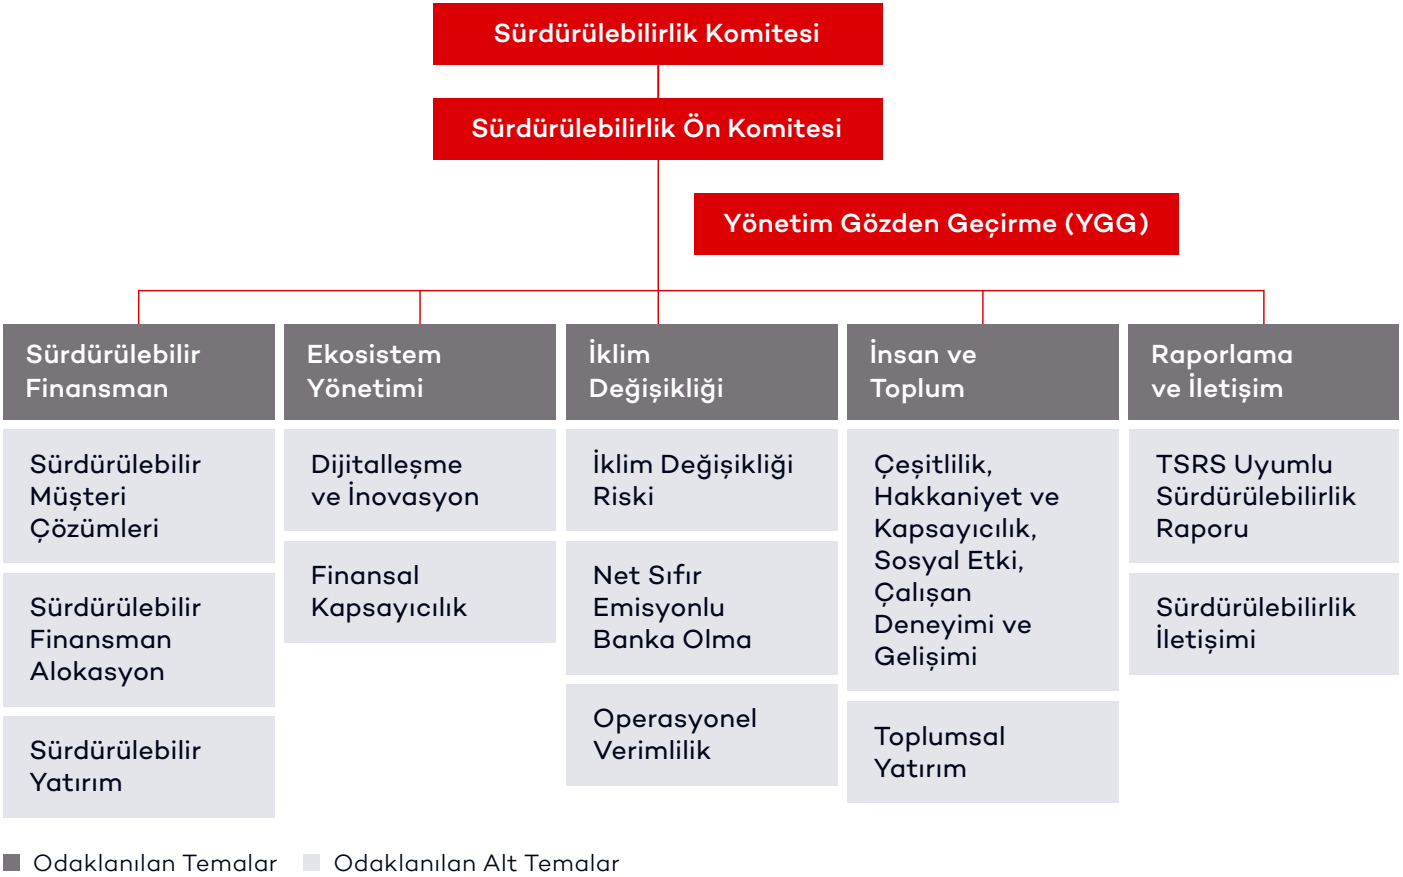 Sürdürülebilirlik Komitesi
Sürdürülebilirlik Ön Komitesi
Yönetim Gözden Geçirme (YGG)
Sürdürülebilir
Finansman
Sürdürülebilir
Müşteri
Çözümleri
Sürdürülebilir
Finansman
Alokasyon
Sürdürülebilir
Yatırım
Ekosistem
Yönetimi
Dijitalleşme
ve İnovasyon
Finansal
Kapsayıcılık
İklim
Değişikliği
İklim Değişikliği
Riski
Net Sıfır
Emisyonlu
Banka Olma
Operasyonel
Verimlilik
İnsan ve
Toplum
Çeşitlilik,
Hakkaniyet ve
Kapsayıcılık,
Sosyal Etki,
Çalışan
Deneyimi ve
Gelişimi
Toplumsal
Yatırım
Raporlama
ve İletişim
TSRS Uyumlu
Sürdürülebilirlik
Raporu
Sürdürülebilirlik
İletişimi
Odaklanılan Temalar
Odaklanılan Alt Temalar